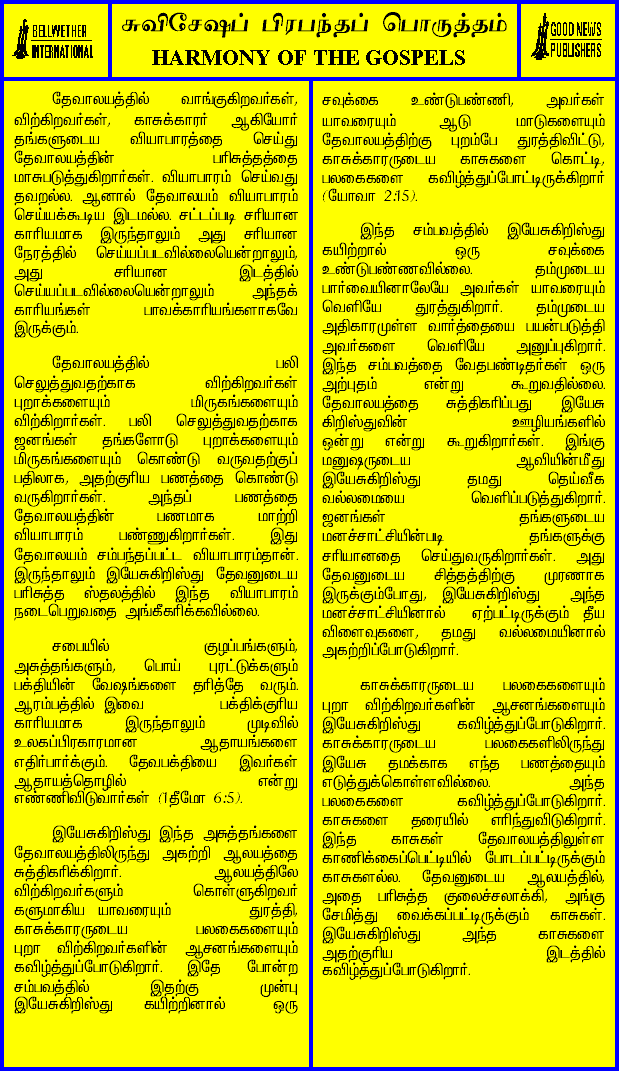 BELLWETHER
INTERNATIONAL
சுவிசேஷப் பிரபந்தப் பொருத்தம்
HARMONY OF THE GOSPELS
GOOD NEWS
PUBLISHERS
தேவாலயத்தில் வாங்குகிறவர்கள்,
விற்கிறவர்கள், காசுக்காரர் ஆகியோர்
தங்களுடைய வியாபாரத்தை செய்து
தேவாலயத்தின் பரிசுத்தத்தை
மாசுபடுத்துகிறார்கள். வியாபாரம் செய்வது
தவறல்ல. ஆனால் தேவாலயம் வியாபாரம்
செய்யக்கூடிய இடமல்ல. சட்டப்படி சரியான
காரியமாக இருந்தாலும் அது சரியான
நேரத்தில் செய்யப்படவில்லையென்றாலும்,
அது சரியான இடத்தில்
செய்யப்படவில்லையென்றாலும் அந்தக்
காரியங்கள் பாவக்காரியங்களாகவே
இருக்கும்.
தேவாலயத்தில் பலி
செலுத்துவதற்காக விற்கிறவர்கள்
புறாக்களையும் மிருகங்களையும்
விற்கிறார்கள். பலி செலுத்துவதற்காக
ஜனங்கள் தங்களோடு புறாக்களையும்
மிருகங்களையும் கொண்டு வருவதற்குப்
பதிலாக, அதற்குரிய பணத்தை கொண்டு
வருகிறார்கள். அந்தப் பணத்தை
தேவாலயத்தின் பணமாக மாற்றி
வியாபாரம் பண்ணுகிறார்கள். இது
தேவாலயம் சம்பந்தப்பட்ட வியாபாரம்தான்.
இருந்தாலும் இயேசுகிறிஸ்து தேவனுடைய
பரிசுத்த ஸ்தலத்தில் இந்த வியாபாரம்
நடைபெறுவதை அங்கீகரிக்கவில்லை.
சபையில் குழப்பங்களும்,
அசுத்தங்களும், பொய் புரட்டுக்களும்
பக்தியின் வேஷங்களை தரித்தே வரும்.
ஆரம்பத்தில் இவை பக்திக்குரிய
காரியமாக இருந்தாலும் முடிவில்
உலகப்பிரகாரமான ஆதாயங்களை
எதிர்பார்க்கும். தேவபக்தியை இவர்கள்
ஆதாயத்தொழில் என்று
எண்ணிவிடுவார்கள் (1தீமோ 6:5).
இயேசுகிறிஸ்து இந்த அசுத்தங்களை
தேவாலயத்திலிருந்து அகற்றி ஆலயத்தை
சுத்திகரிக்கிறார். ஆலயத்திலே
விற்கிறவர்களும் கொள்ளுகிறவர்
களுமாகிய யாவரையும் துரத்தி,
காசுக்காரருடைய பலகைகளையும்
புறா விற்கிறவர்களின் ஆசனங்களையும்
கவிழ்த்துப்போடுகிறார். இதே போன்ற
சம்பவத்தில் இதற்கு முன்பு
இயேசுகிறிஸ்து கயிற்றினால் ஒரு
சவுக்கை உண்டுபண்ணி, அவர்கள்
யாவரையும் ஆடு மாடுகளையும்
தேவாலயத்திற்கு புறம்பே துரத்திவிட்டு,
காசுக்காரருடைய காசுகளை கொட்டி,
பலகைகளை கவிழ்த்துப்போட்டிருக்கிறார்
(யோவா 2:15).
இந்த சம்பவத்தில் இயேசுகிறிஸ்து
கயிற்றால் ஒரு சவுக்கை
உண்டுபண்ணவில்லை. தம்முடைய
பார்வையினாலேயே அவர்கள் யாவரையும்
வெளியே துரத்துகிறார். தம்முடைய
அதிகாரமுள்ள வார்த்தையை பயன்படுத்தி
அவர்களை வெளியே அனுப்புகிறார்.
இந்த சம்பவத்தை வேதபண்டிதர்கள் ஒரு
அற்புதம் என்று கூறுவதில்லை.
தேவாலயத்தை சுத்திகரிப்பது இயேசு
கிறிஸ்துவின் ஊழியங்களில்
ஒன்று என்று கூறுகிறார்கள். இங்கு
மனுஷருடைய ஆவியின்மீது
இயேசுகிறிஸ்து தமது தெய்வீக
வல்லமையை வெளிப்படுத்துகிறார்.
ஜனங்கள் தங்களுடைய
மனச்சாட்சியின்படி தங்களுக்கு
சரியானதை செய்துவருகிறார்கள். அது
தேவனுடைய சித்தத்திற்கு முரணாக
இருக்கும்போது, இயேசுகிறிஸ்து அந்த
மனச்சாட்சியினால் ஏற்பட்டிருக்கும் தீய
விளைவுகளை, தமது வல்லமையினால்
அகற்றிப்போடுகிறார்.
காசுக்காரருடைய பலகைகளையும்
புறா விற்கிறவர்களின் ஆசனங்களையும்
இயேசுகிறிஸ்து கவிழ்த்துப்போடுகிறார்.
காசுக்காரருடைய பலகைகளிலிருந்து
இயேசு தமக்காக எந்த பணத்தையும்
எடுத்துக்கொள்ளவில்லை. அந்த
பலகைகளை கவிழ்த்துப்போடுகிறார்.
காசுகளை தரையில் எரிந்துவிடுகிறார்.
இந்த காசுகள் தேவாலயத்திலுள்ள
காணிக்கைப்பெட்டியில் போடப்பட்டிருக்கும்
காசுகளல்ல. தேவனுடைய ஆலயத்தில்,
அதை பரிசுத்த குலைச்சலாக்கி, அங்கு
சேமித்து வைக்கப்பட்டிருக்கும் காசுகள்.
இயேசுகிறிஸ்து அந்த காசுகளை
அதற்குரிய இடத்தில்
கவிழ்த்துப்போடுகிறார்.